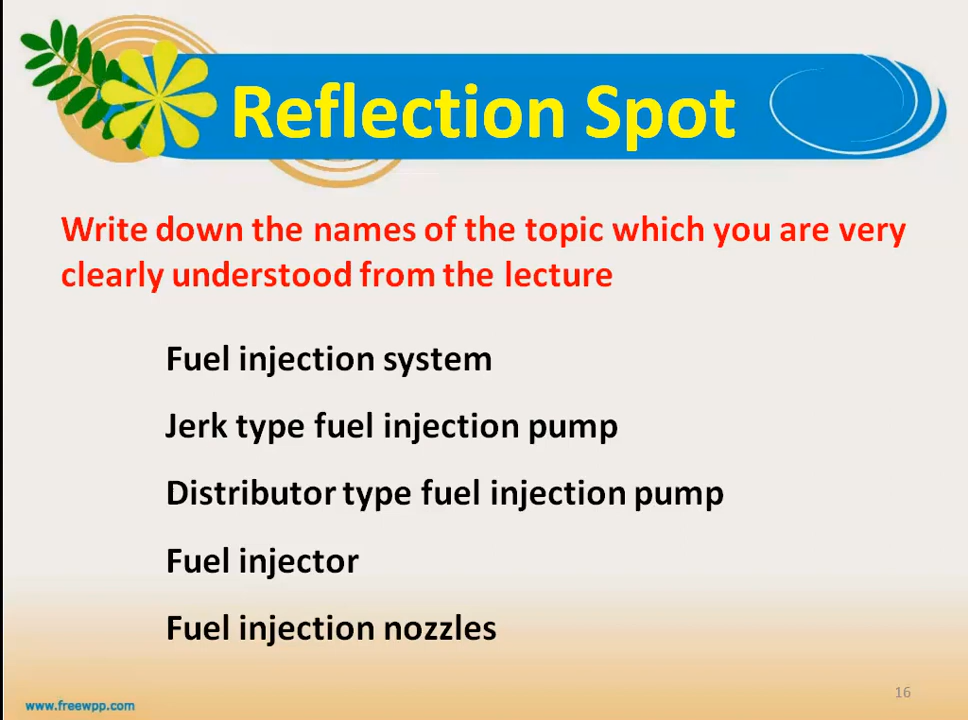 Reflection Spot
Write down the names of the topic which you are very
clearly understood from the lecture
Fuel injection system
Jerk type fuel injection pump
Distributor type fuel injection pump
Fuel injector
Fuel injection nozzles
16
www.freewpp.com